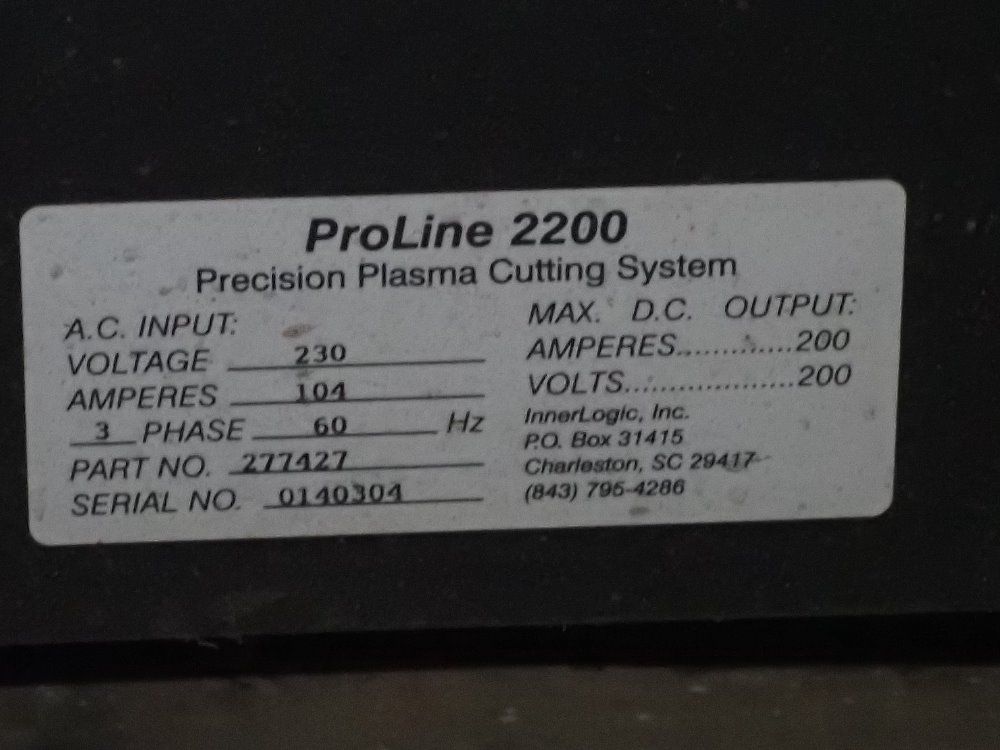 ProLine 2200
Precision Plasma Cutting System
A.C. INPUT:
VOLTAGE 230
AMPERES 104
3 PHASE 60 Hz
PART NO. 277427
SERIAL NO. 0140304
MAX. D.C. OUTPUT:
AMPERES.............200
VOLTS...................200
InnerLogic, Inc.
P.O. Box 31415
Charleston, SC 29417
(843) 795-4286